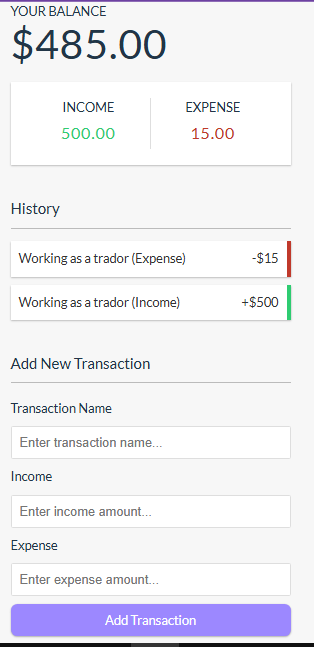 YOUR BALANCE
$485.00
INCOME EXPENSE
500.00 15.00
History
Working as a trador (Expense) -$15
Working as a trador (Income) +$500
Add New Transaction
Transaction Name
Enter transaction name...
Income
Enter income amount...
Expense
Enter expense amount...
Add Transaction